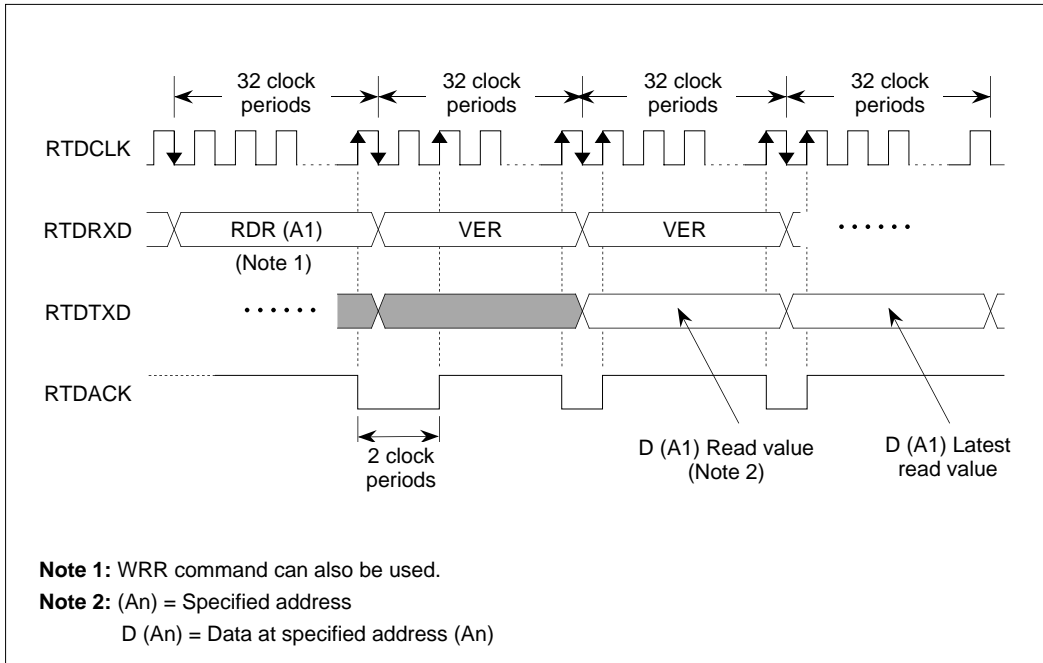 32 clock periods
32 clock periods
32 clock periods
32 clock periods
RTDCLK
RTDRXD
RDR (A1)
VER
VER
(Note 1)
RTDTXD
RTDACK
2 clock periods
D (A1) Read value
(Note 2)
D (A1) Latest
read value
Note 1: WRR command can also be used.
Note 2: (An) = Specified address
D (An) = Data at specified address (An)